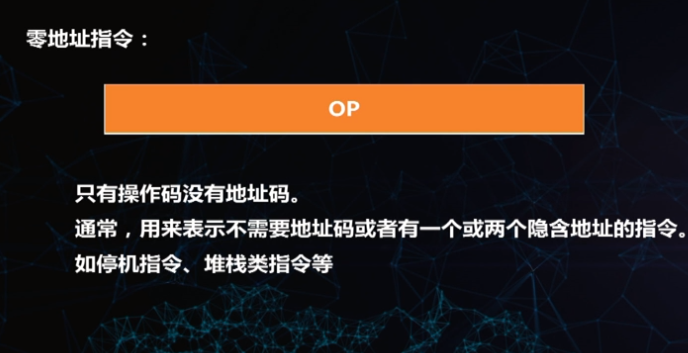 零地址指令：
OP
只有操作码没有地址码。
通常，用来表示不需要地址码或者有一个或两个隐含地址的指令。
如停机指令、堆栈类指令等